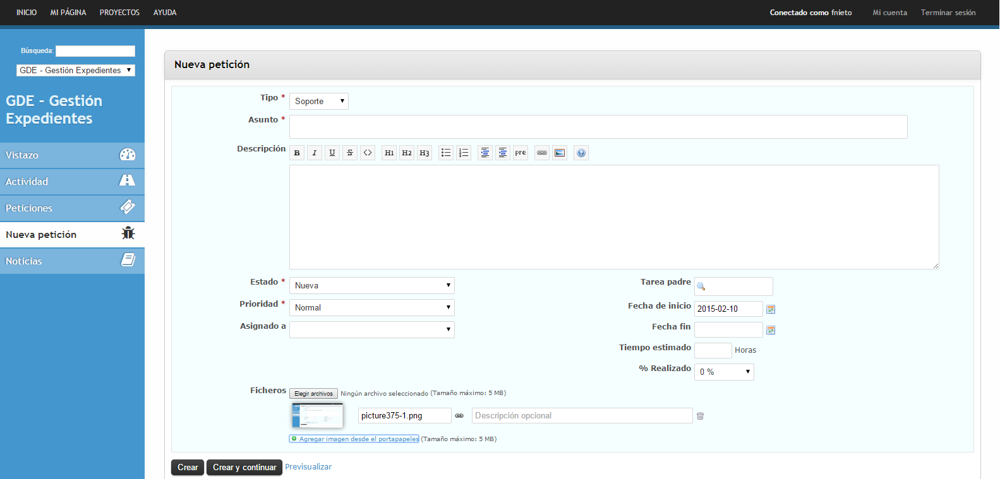 INICIO MI PÁGINA PROYECTOS AYUDA
Conectado como fnieto Mi cuenta Terminar sesión
Búsqueda:
GDE - Gestión Expedientes
GDE - Gestión
Expedientes
Vistazo
Actividad
Peticiones
Nueva petición
Noticias
Nueva petición
Tipo * Soporte
Asunto *
Descripción B I U S <> H1 H2 H3 pre
Estado * Nueva
Prioridad * Normal
Asignado a
Tarea padre
Fecha de inicio 2015-02-10
Fecha fin
Tiempo estimado Horas
% Realizado 0 %
Ficheros Elegir archivos Ningún archivo seleccionado (Tamaño máximo: 5 MB)
picture375-1.png Descripción opcional
Agregar imagen desde el portapapeles (Tamaño máximo: 5 MB)
Crear Crear y continuar Previsualizar